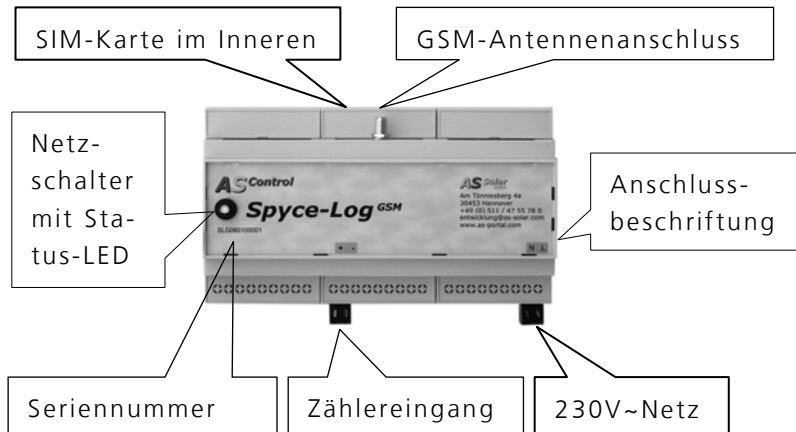 SIM-Karte im Inneren
GSM-Antennenanschluss
Netz-
schalter
mit Sta-
tus-LED
AS Control
Spyce-Log GSM
SLG060100001
AS Solar
Am Tönniesberg 4a
30453 Hannover
+49 (0) 511 / 47 55 78 0
entwicklung@as-solar.com
www.as-portal.com
Anschluss-
beschriftung
+ -
N L
Seriennummer
Zählereingang
230V~Netz